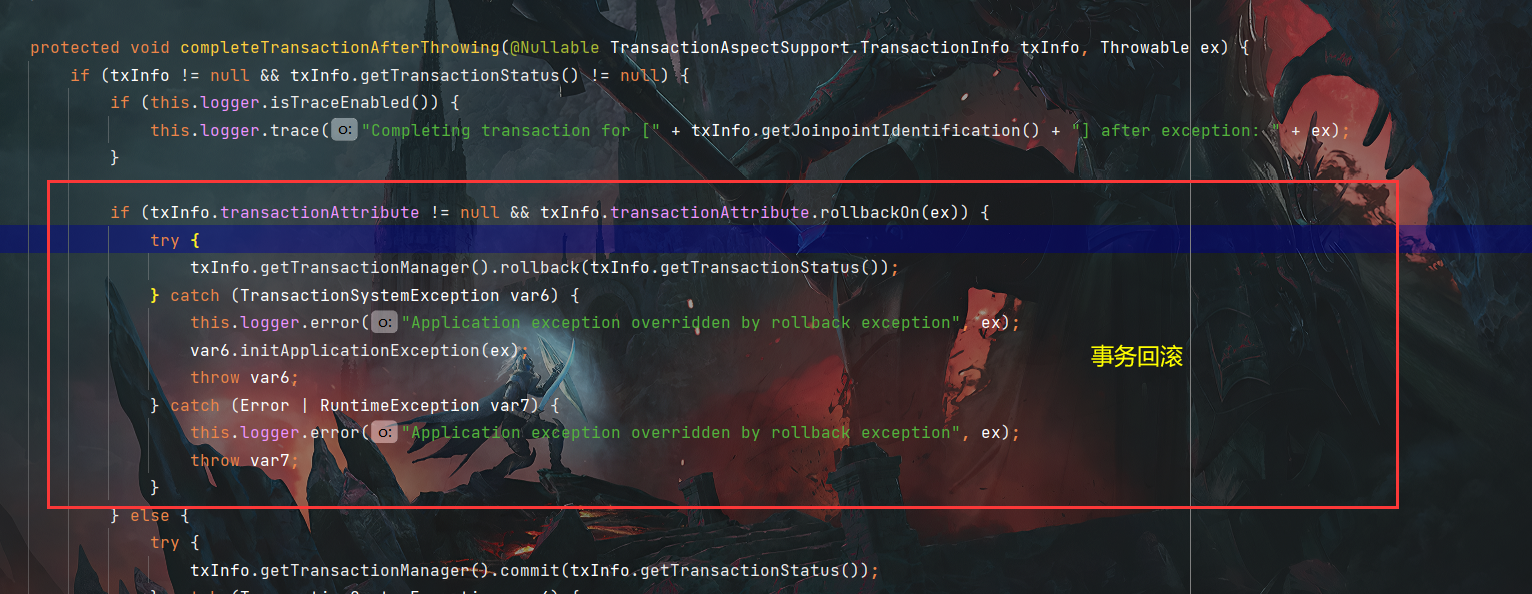 protected void completeTransactionAfterThrowing(@Nullable TransactionAspectSupport.TransactionInfo txInfo, Throwable ex) {
if (txInfo != null && txInfo.getTransactionStatus() != null) {
if (this.logger.isTraceEnabled()) {
this.logger.trace( o: "Completing transaction for [" + txInfo.getJoinpointIdentification() + "] after exception: " + ex);
}
if (txInfo.transactionAttribute != null && txInfo.transactionAttribute.rollbackOn(ex)) {
try {
txInfo.getTransactionManager().rollback(txInfo.getTransactionStatus());
} catch (TransactionSystemException var6) {
this.logger.error( o: "Application exception overridden by rollback exception", ex);
var6.initApplicationException(ex);
事务回滚
throw var6;
} catch (Error | RuntimeException var7) {
this.logger.error( o: "Application exception overridden by rollback exception", ex);
throw var7;
}
} else {
try {
txInfo.getTransactionManager().commit(txInfo.getTransactionStatus());